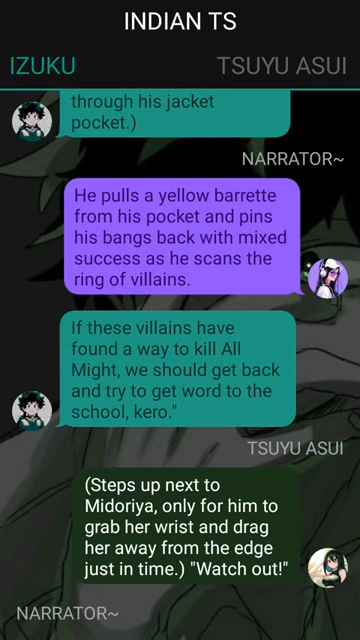 INDIAN TS
IZUKU
TSUYU ASUI
through his jacket
pocket.)
NARRATOR~
He pulls a yellow barrette
from his pocket and pins
his bangs back with mixed
success as he scans the
ring of villains.
If these villains have
found a way to kill All
Might, we should get back
and try to get word to the
school, kero."
TSUYU ASUI
(Steps up next to
Midoriya, only for him to
grab her wrist and drag
her away from the edge
just in time.) "Watch out!"
NARRATOR~